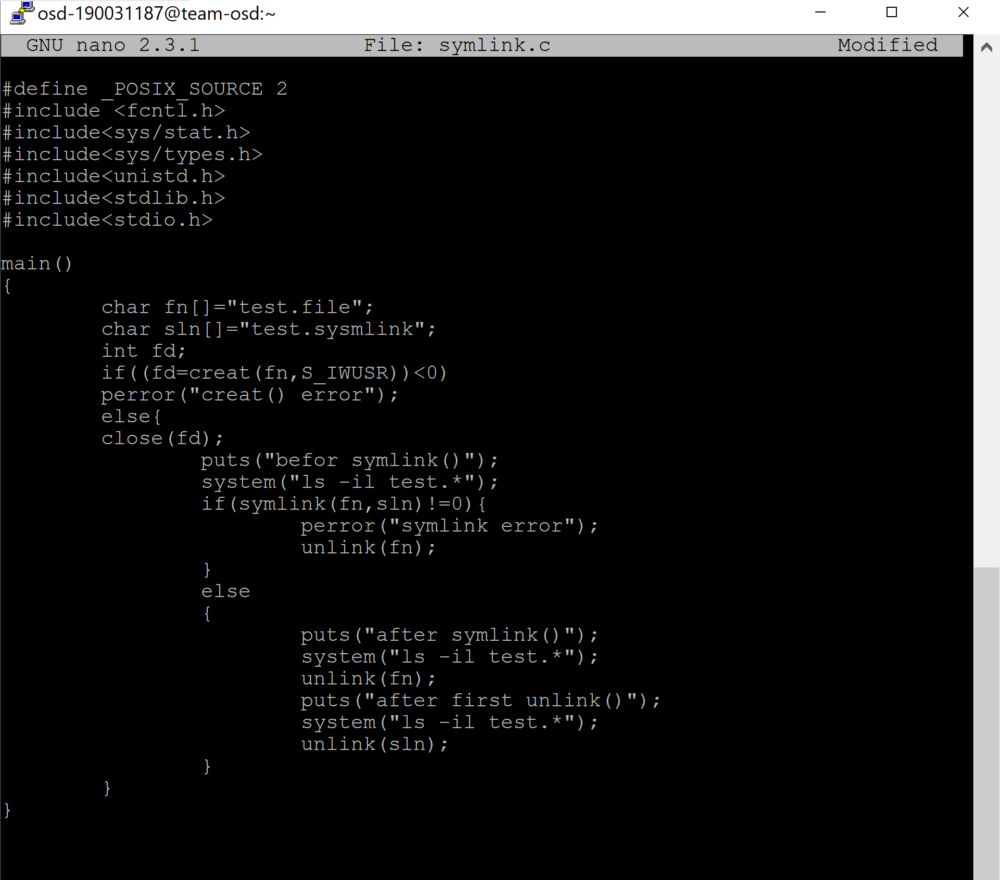 osd-190031187@team-osd:~
GNU nano 2.3.1 File: symlink.c Modified
#define _POSIX_SOURCE 2
#include <fcntl.h>
#include<sys/stat.h>
#include<sys/types.h>
#include<unistd.h>
#include<stdlib.h>
#include<stdio.h>
main()
{
char fn[]="test.file";
char sln[]="test.sysmlink";
int fd;
if((fd=creat(fn,S_IWUSR))<0)
perror("creat() error");
else{
close(fd);
puts("befor symlink()");
system("ls -il test.*");
if(symlink(fn,sln)!=0){
perror("symlink error");
unlink(fn);
}
else
{
puts("after symlink()");
system("ls -il test.*");
unlink(fn);
puts("after first unlink()");
system("ls -il test.*");
unlink(sln);
}
}
}